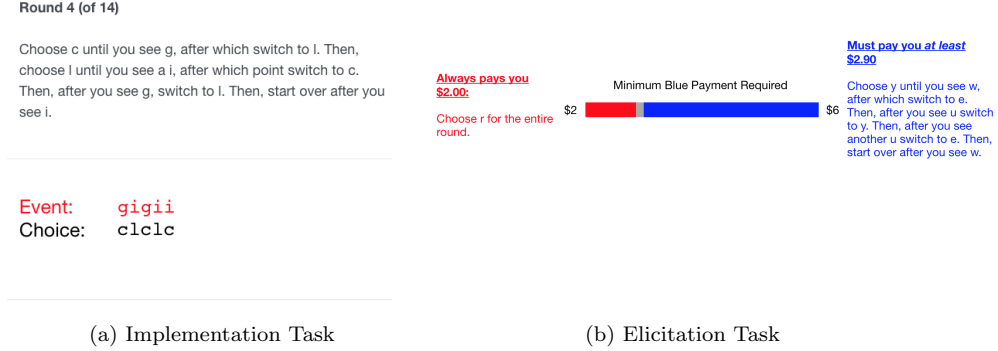 Round 4 (of 14)
Choose c until you see g, after which switch to l. Then,
choose l until you see a i, after which point switch to c.
Then, after you see g, switch to l. Then, start over after you
see i.
Event: gigii
Choice: clclc
(a) Implementation Task
Always pays you
$2.00:
Choose r for the entire
round.
Minimum Blue Payment Required
$2
$6
Must pay you at least
$2.90
Choose y until you see w,
after which switch to e.
Then, after you see u switch
to y. Then, after you see
another u switch to e. Then,
start over after you see w.
(b) Elicitation Task